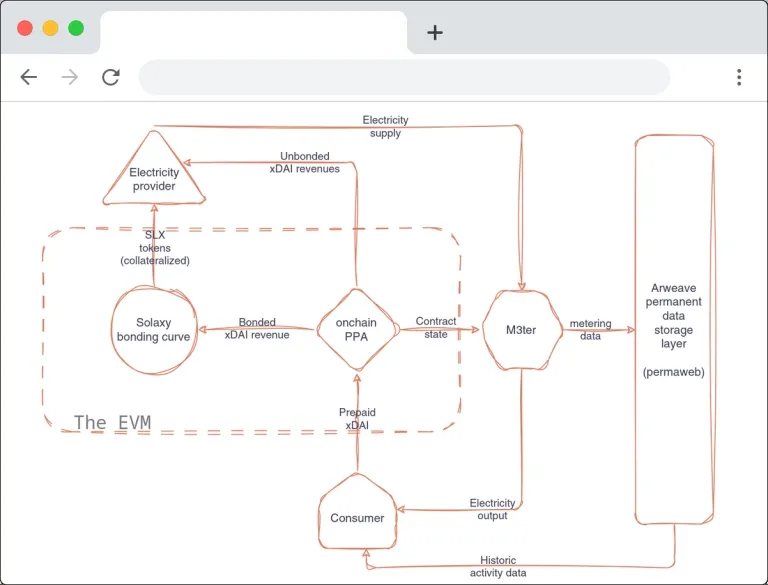 Electricity
supply
Unbonded
xDAI revenues
Electricity
provider
SLX
tokens
(collateralized)
Solaxy
bonding curve
Bonded
xDAI revenue
onchain
PPA
Contract
state
M3ter
metering
data
Arweave
permanent
data
storage
layer
(permaweb)
The EVM
Prepaid
xDAI
Consumer
Electricity
output
Historic
activity data